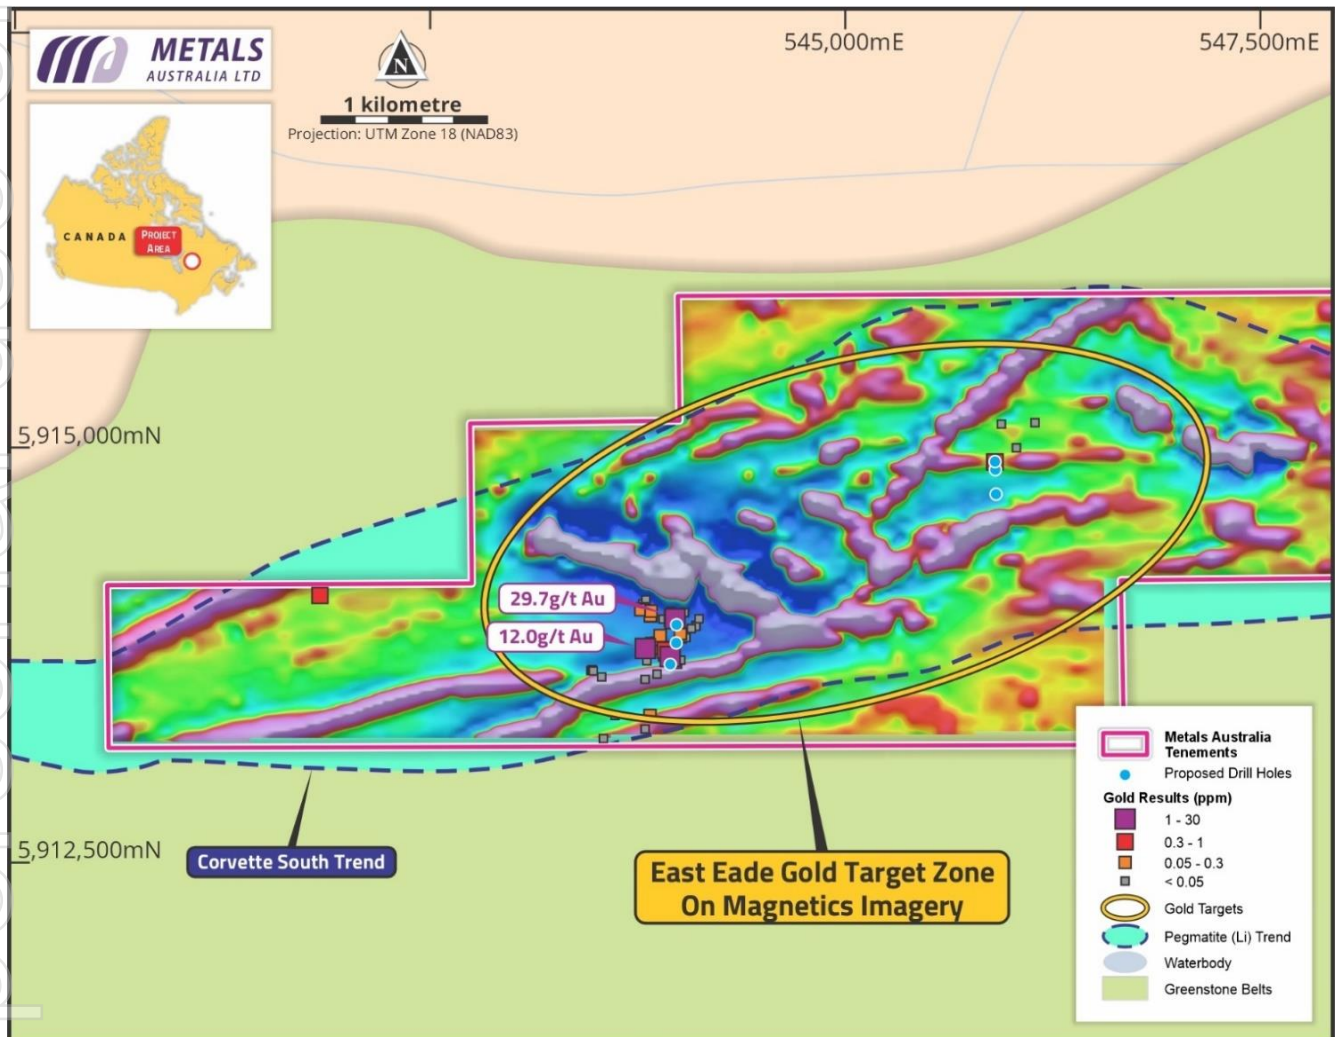 METALS
AUSTRALIA LTD
N
1 kilometre
Projection: UTM Zone 18 (NAD83)
545,000mE
547,500mE
CANADA
PROJECT
AREA
5,915,000mN
29.7g/t Au
12.0g/t Au
5,912,500mN
Corvette South Trend
East Eade Gold Target Zone
On Magnetics Imagery
Metals Australia
Tenements
Proposed Drill Holes
Gold Results (ppm)
1 - 30
0.3 - 1
0.05 - 0.3
< 0.05
Gold Targets
Pegmatite (Li) Trend
Waterbody
Greenstone Belts